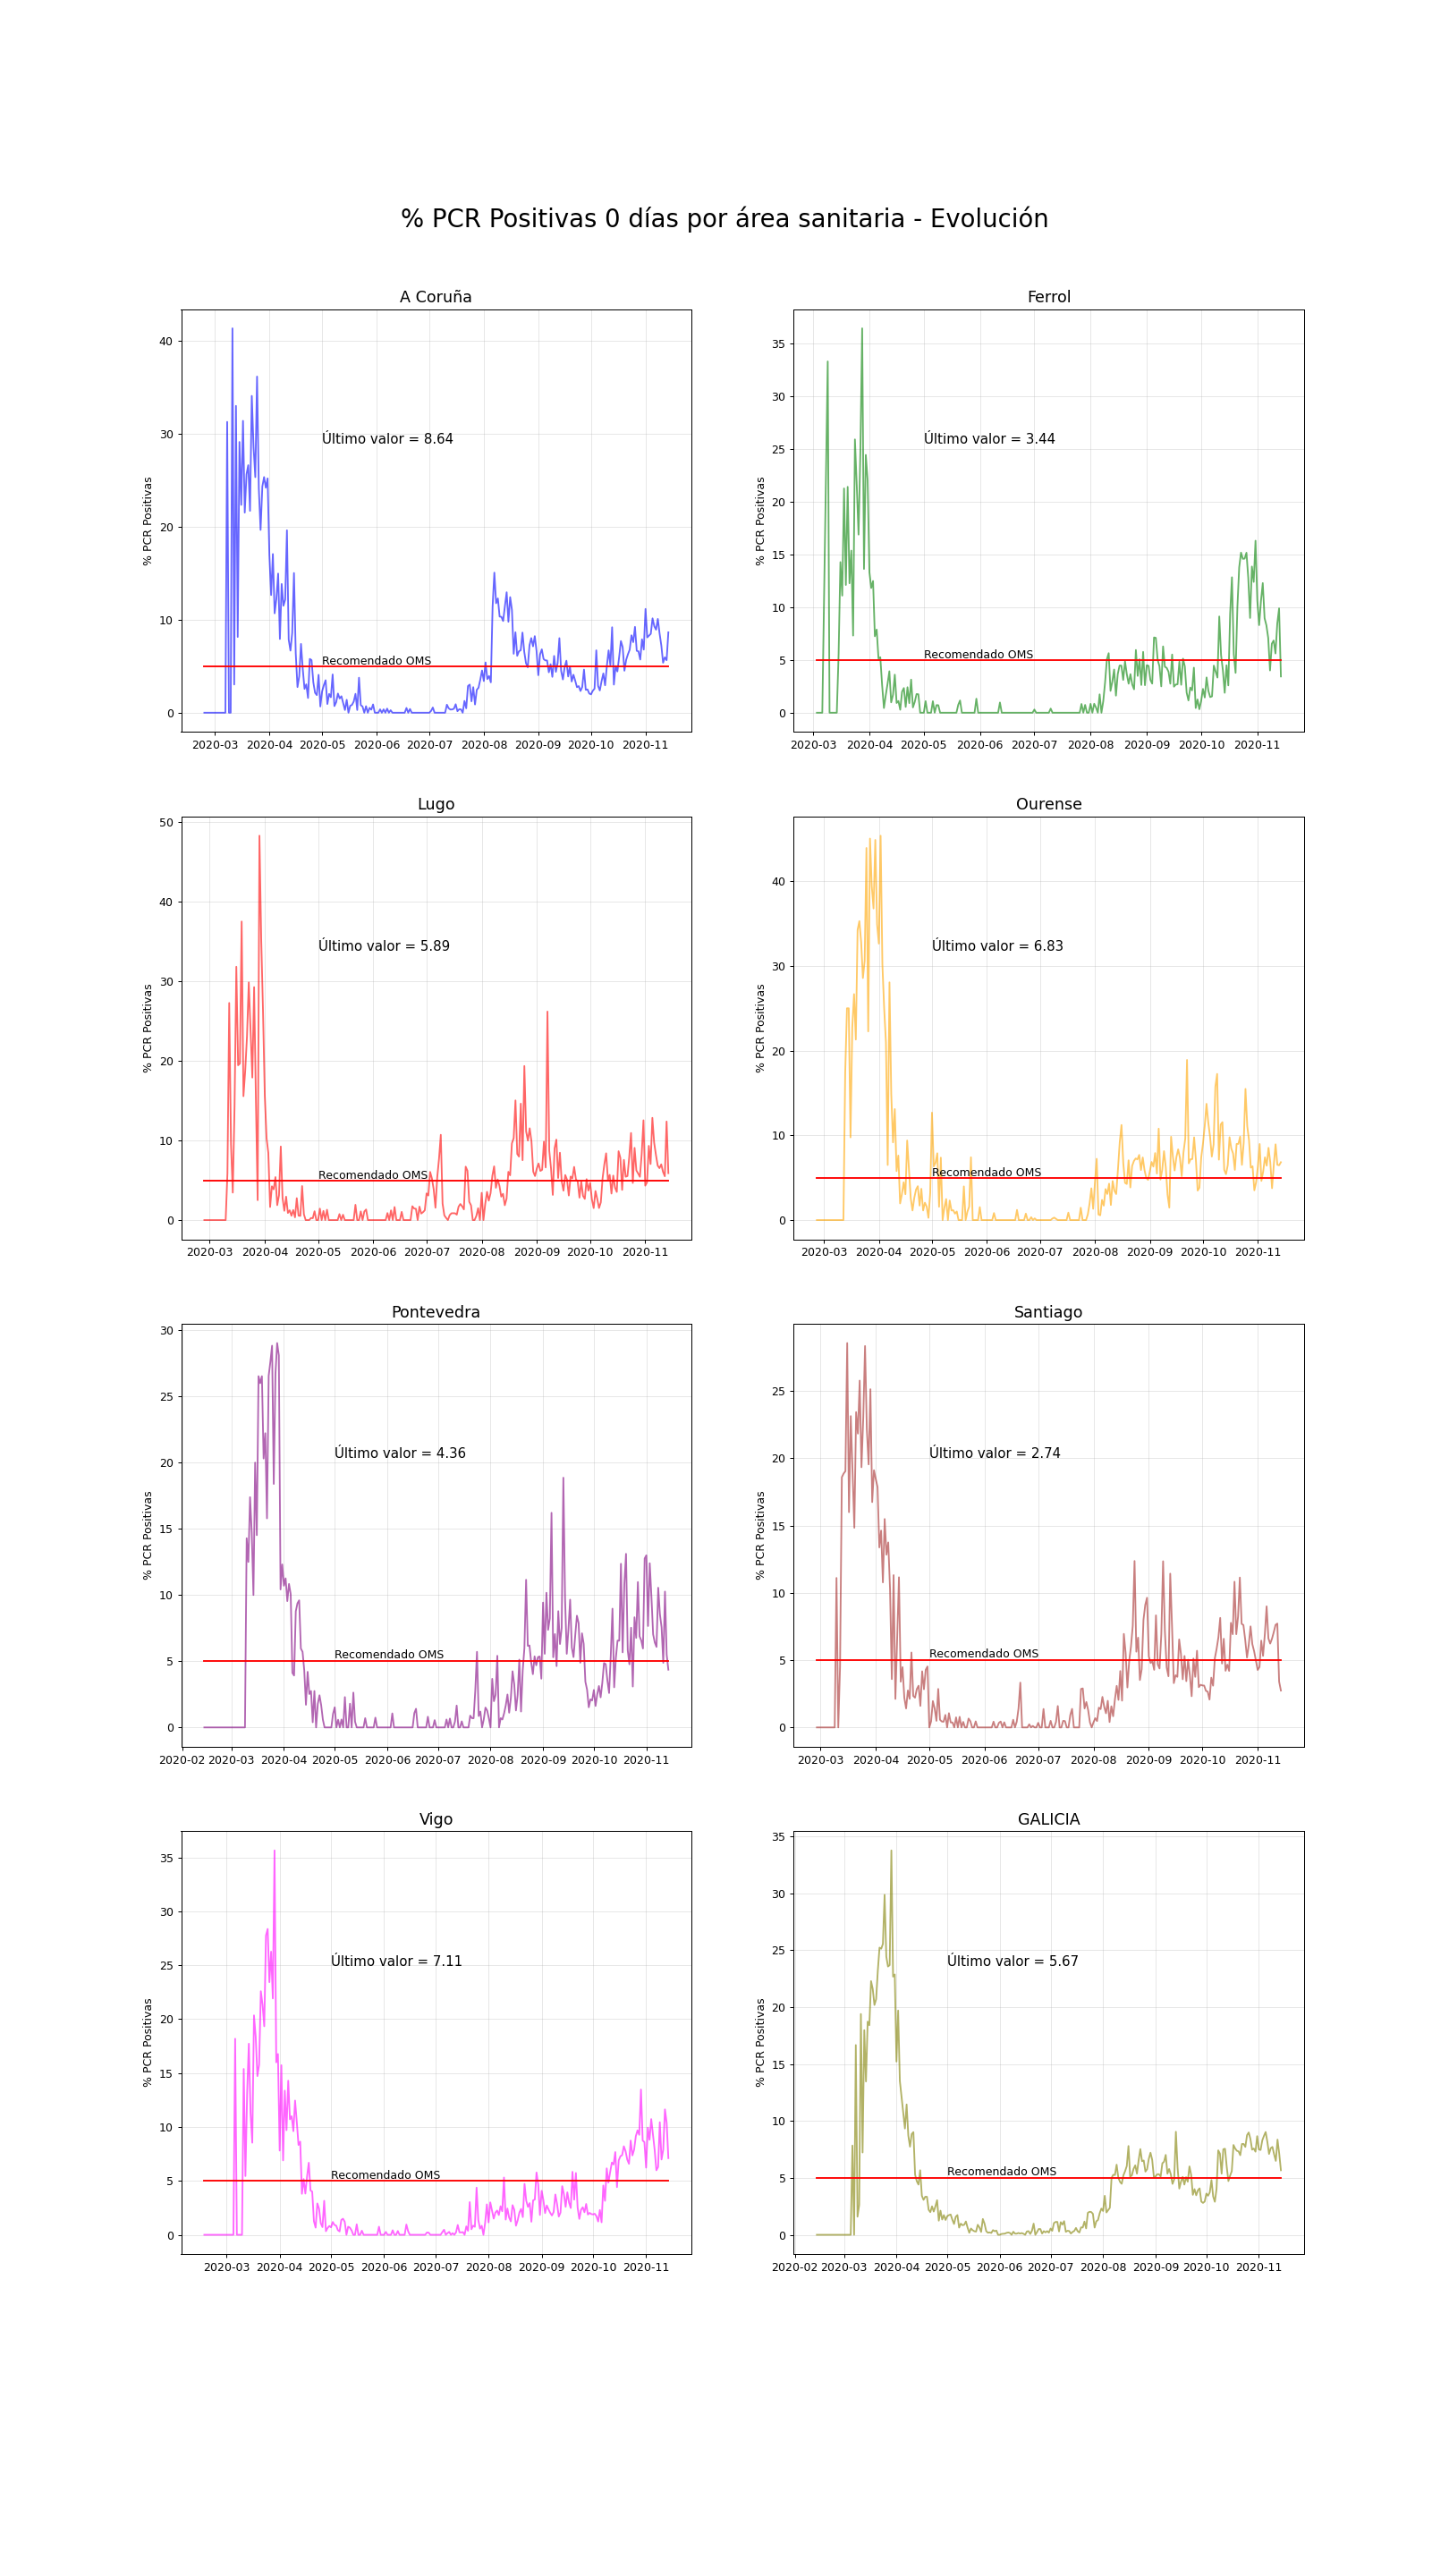 % PCR Positivas 0 días por área sanitaria - Evolución
A Coruña
% PCR Positivas
40
30
20
10
0
Último valor = 8.64
Recomendado OMS
2020-03 2020-04 2020-05 2020-06 2020-07 2020-08 2020-09 2020-10 2020-11
Ferrol
% PCR Positivas
35
30
25
20
15
10
5
0
Último valor = 3.44
Recomendado OMS
2020-03 2020-04 2020-05 2020-06 2020-07 2020-08 2020-09 2020-10 2020-11
Lugo
% PCR Positivas
50
40
30
20
10
0
Último valor = 5.89
Recomendado OMS
2020-03 2020-04 2020-05 2020-06 2020-07 2020-08 2020-09 2020-10 2020-11
Ourense
% PCR Positivas
40
30
20
10
0
Último valor = 6.83
Recomendado OMS
2020-03 2020-04 2020-05 2020-06 2020-07 2020-08 2020-09 2020-10 2020-11
Pontevedra
% PCR Positivas
30
25
20
15
10
5
0
Último valor = 4.36
Recomendado OMS
2020-02 2020-03 2020-04 2020-05 2020-06 2020-07 2020-08 2020-09 2020-10 2020-11
Santiago
% PCR Positivas
25
20
15
10
5
0
Último valor = 2.74
Recomendado OMS
2020-03 2020-04 2020-05 2020-06 2020-07 2020-08 2020-09 2020-10 2020-11
Vigo
% PCR Positivas
35
30
25
20
15
10
5
0
Último valor = 7.11
Recomendado OMS
2020-03 2020-04 2020-05 2020-06 2020-07 2020-08 2020-09 2020-10 2020-11
GALICIA
% PCR Positivas
35
30
25
20
15
10
5
0
Último valor = 5.67
Recomendado OMS
2020-02 2020-03 2020-04 2020-05 2020-06 2020-07 2020-08 2020-09 2020-10 2020-11